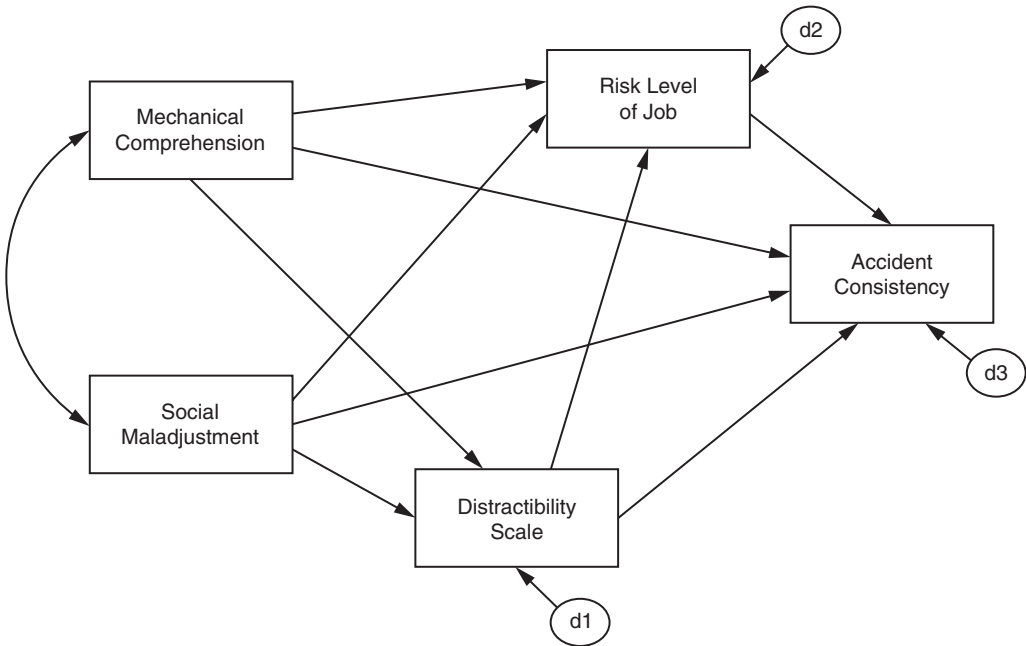 d2
Risk Level
of Job
Mechanical
Comprehension
Accident
Consistency
d3
Social
Maladjustment
Distractibility
Scale
d1